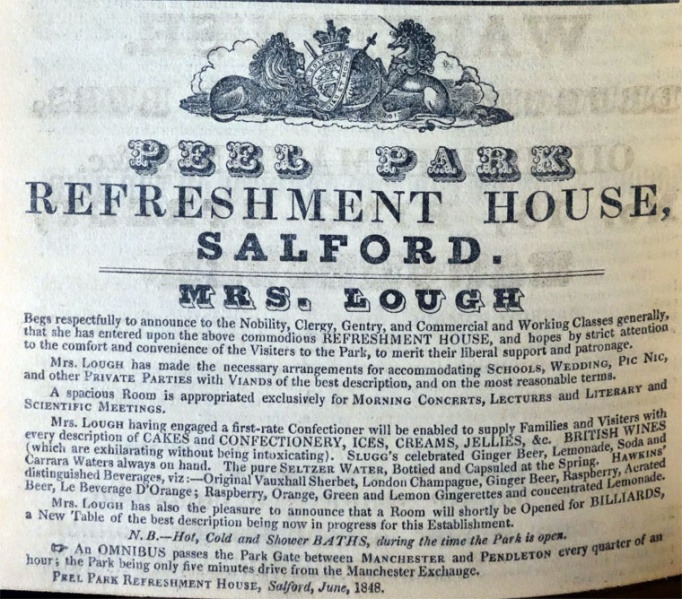 PEEL PARK
REFRESHMENT HOUSE,
SALFORD.
MRS. LOUGH
Begs respectfully to announce to the Nobility, Clergy, Gentry, and Commercial and Working Classes generally,
that she has entered upon the above commodious REFRESHMENT HOUSE, and hopes by strict attention
to the comfort and convenience of the Visiters to the Park, to merit their liberal support and patronage.
Mrs. LOUGH has made the necessary arrangements for accommodating SCHOOLS, WEDDING, PIC NIC,
and other PRIVATE PARTIES with VIANDS of the best description, and on the most reasonable terms.
A spacious Room is appropriated exclusively for MORNING CONCERTS, LECTURES and LITERARY and
SCIENTIFIC MEETINGS.
Mrs. LOUGH having engaged a first-rate Confectioner will be enabled to supply Families and Visiters with
every description of CAKES and CONFECTIONERY, ICES, CREAMS, JELLIES, &c. BRITISH WINES
(which are exhilarating without being intoxicating). SLUGG'S celebrated Ginger Beer, Lemonade, Soda and
Carrara Waters always on hand. The pure SELTZER WATER, Bottled and Capsuled at the Spring. HAWKINS'
distinguished Beverages, viz:—Original Vauxhall Sherbet, London Champagne, Ginger Beer, Raspberry, Aerated
Beer, Le Beverage D'Orange; Raspberry, Orange, Green and Lemon Gingerettes and concentrated Lemonade.
Mrs. LOUGH has also the pleasure to announce that a Room will shortly be Opened for BILLIARDS,
a New Table of the best description being now in progress for this Establishment.
N.B.—Hot, Cold and Shower BATHS, during the time the Park is open.
☞ An OMNIBUS passes the Park Gate between MANCHESTER and PENDLETON every quarter of an
hour; the Park being only five minutes drive from the Manchester Exchange.
PEEL PARK REFRESHMENT HOUSE, Salford, June, 1848.